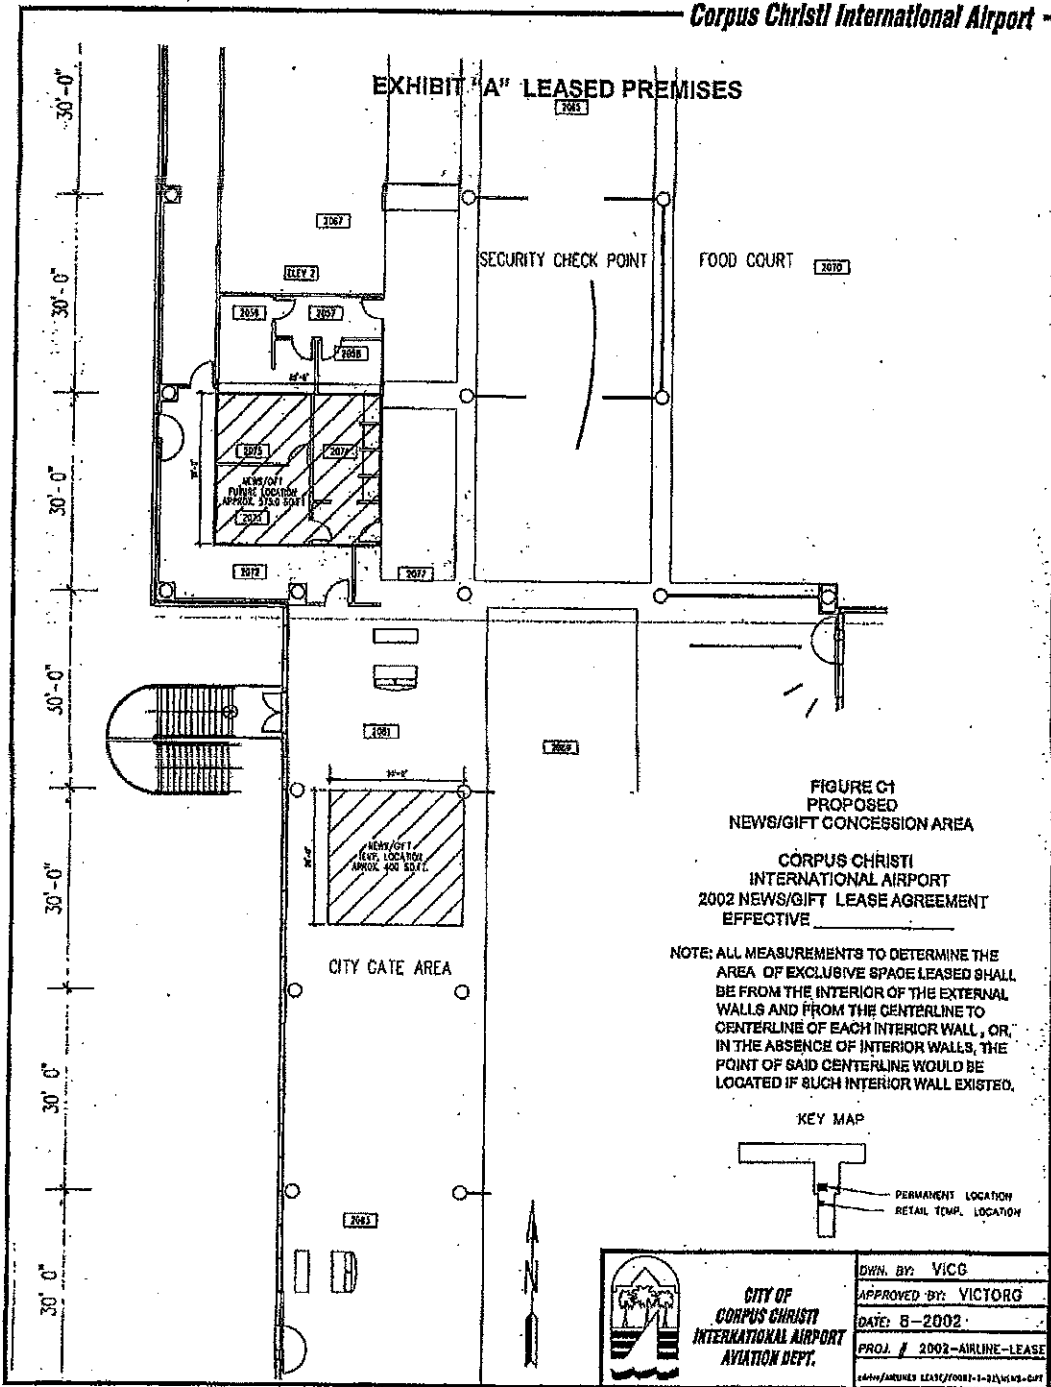 Corpus Christi International Airport
EXHIBIT "A" LEASED PREMISES
30'-0"
2067
SECURITY CHECK POINT
FOOD COURT
2070
30'-0"
ELEV 2
2057
2058
30'-0"
2075
NEWS/GIFT
FUTURE LOCATION
2072
2077
30'-0"
2081
30'-0"
NEWS/GIFT
TEMP. LOCATION
APROX. 400 SQ.FT.
CITY GATE AREA
30' 0"
30' 0"
FIGURE C1
PROPOSED
NEWS/GIFT CONCESSION AREA
CORPUS CHRISTI
INTERNATIONAL AIRPORT
2002 NEWS/GIFT LEASE AGREEMENT
EFFECTIVE
NOTE: ALL MEASUREMENTS TO DETERMINE THE
AREA OF EXCLUSIVE SPACE LEASED SHALL
BE FROM THE INTERIOR OF THE EXTERNAL
WALLS AND FROM THE CENTERLINE TO
CENTERLINE OF EACH INTERIOR WALL, OR,
IN THE ABSENCE OF INTERIOR WALLS, THE
POINT OF SAID CENTERLINE WOULD BE
LOCATED IF SUCH INTERIOR WALL EXISTED.
KEY MAP
PERMANENT LOCATION
RETAIL TEMP. LOCATION
N
CITY OF
CORPUS CHRISTI
INTERNATIONAL AIRPORT
AVIATION DEPT.
DWN. BY: VICG
APPROVED BY: VICTORG
DATE: 8-2002
PROJ. # 2002-AIRLINE-LEASE